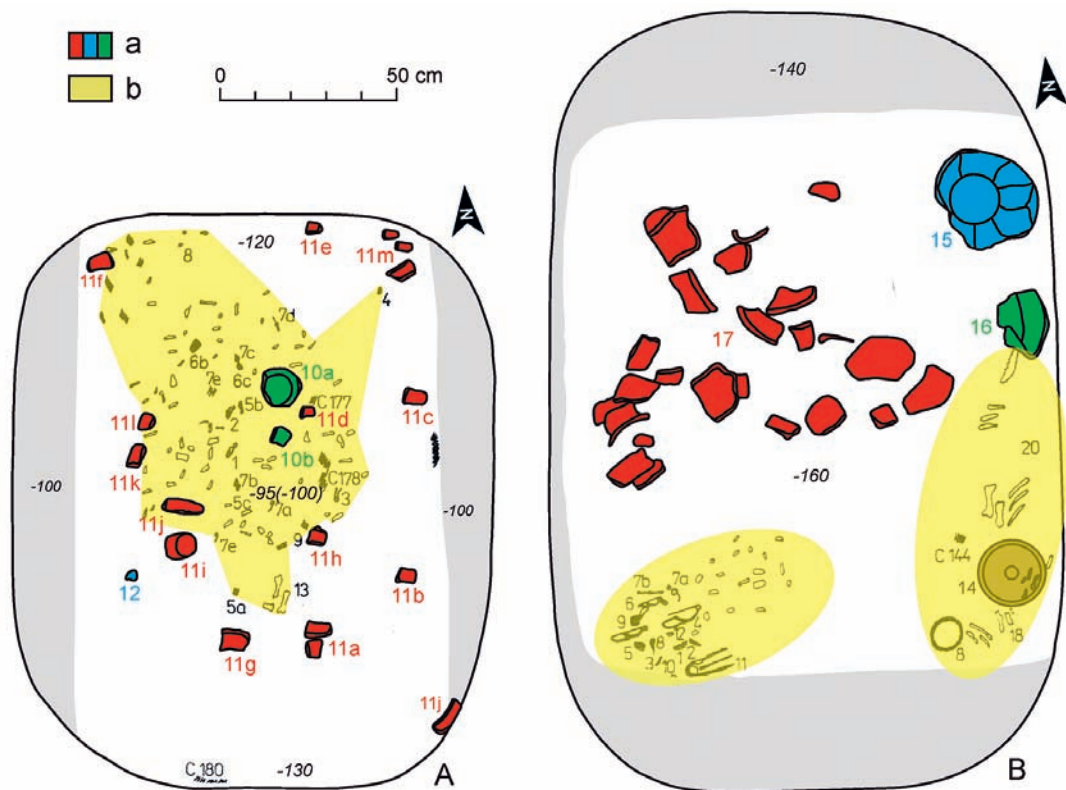 a
b
0 50 cm
N
-120
11e
11m
11f
8
4
7d
6b
7c
10a
6c
7e
5b
C 177
11d
11c
11l
2
10b
11k
1
-100
7b
C178
-95(-100)
3
5c
7a
-100
11j
7e
8
9
11h
11i
12
13
11b
5a
11g
11a
11j
C 180
-130
A
-140
N
15
16
17
20
-160
C 144
14
7b
7a
6
9
5
8
12
3
10
1 2
11
18
8
B